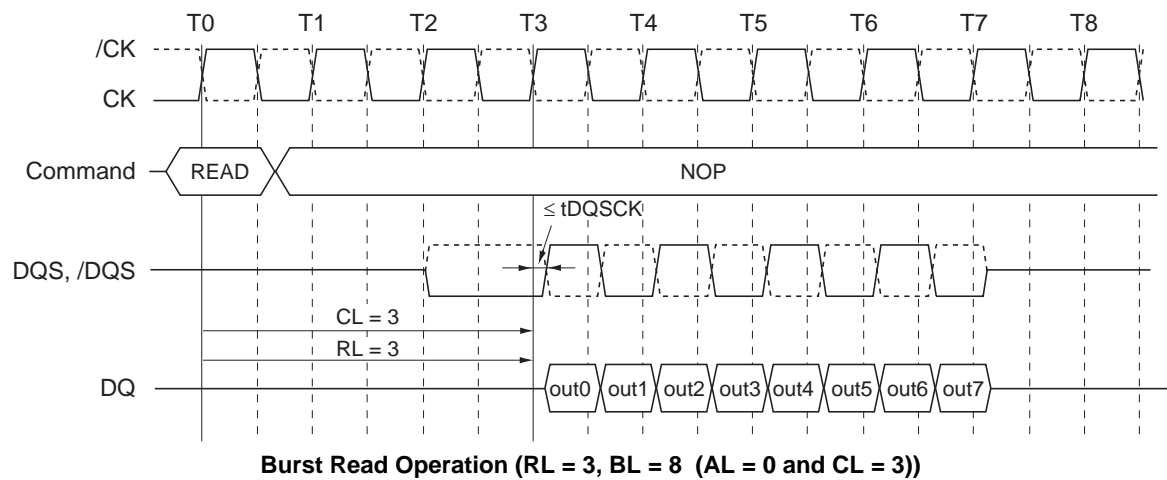 T0 T1 T2 T3 T4 T5 T6 T7 T8
/CK
CK
Command READ NOP
≤ tDQSCK
DQS, /DQS
CL = 3
RL = 3
DQ out0 out1 out2 out3 out4 out5 out6 out7
Burst Read Operation (RL = 3, BL = 8 (AL = 0 and CL = 3))